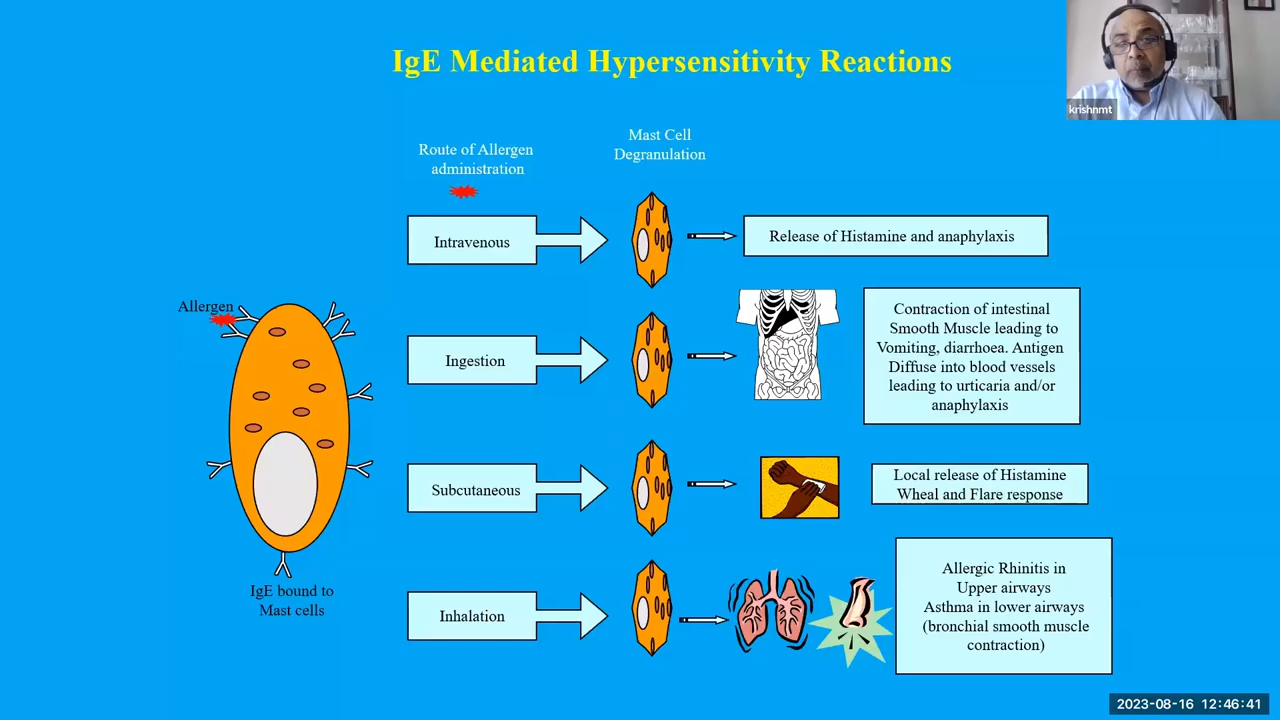 IgE Mediated Hypersensitivity Reactions
krishnmt
Route of Allergen
administration
Mast Cell
Degranulation
Intravenous
Release of Histamine and anaphylaxis
Allergen
Ingestion
Contraction of intestinal
Smooth Muscle leading to
Vomiting, diarrhoea. Antigen
Diffuse into blood vessels
leading to urticaria and/or
anaphylaxis
Subcutaneous
Local release of Histamine
Wheal and Flare response
IgE bound to
Mast cells
Inhalation
Allergic Rhinitis in
Upper airways
Asthma in lower airways
(bronchial smooth muscle
contraction)
2023-08-16 12:46:41